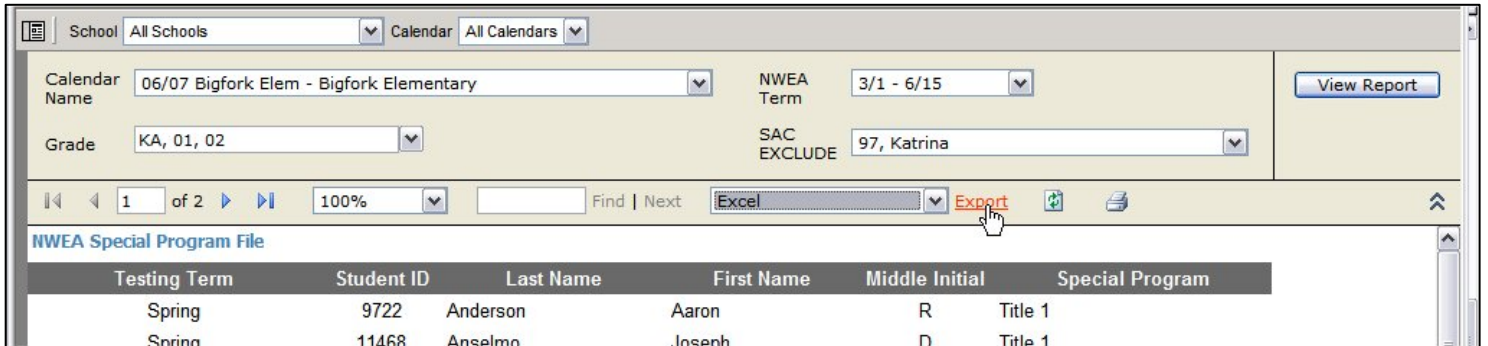 School All Schools Calendar All Calendars
Calendar Name 06/07 Bigfork Elem - Bigfork Elementary NWEA Term 3/1 - 6/15 View Report
Grade KA, 01, 02 SAC EXCLUDE 97, Katrina
1 of 2 100% Find | Next Excel Export
NWEA Special Program File
Testing Term Student ID Last Name First Name Middle Initial Special Program
Spring 9722 Anderson Aaron R Title 1
Spring 11468 Anselmo Joseph D Title 1